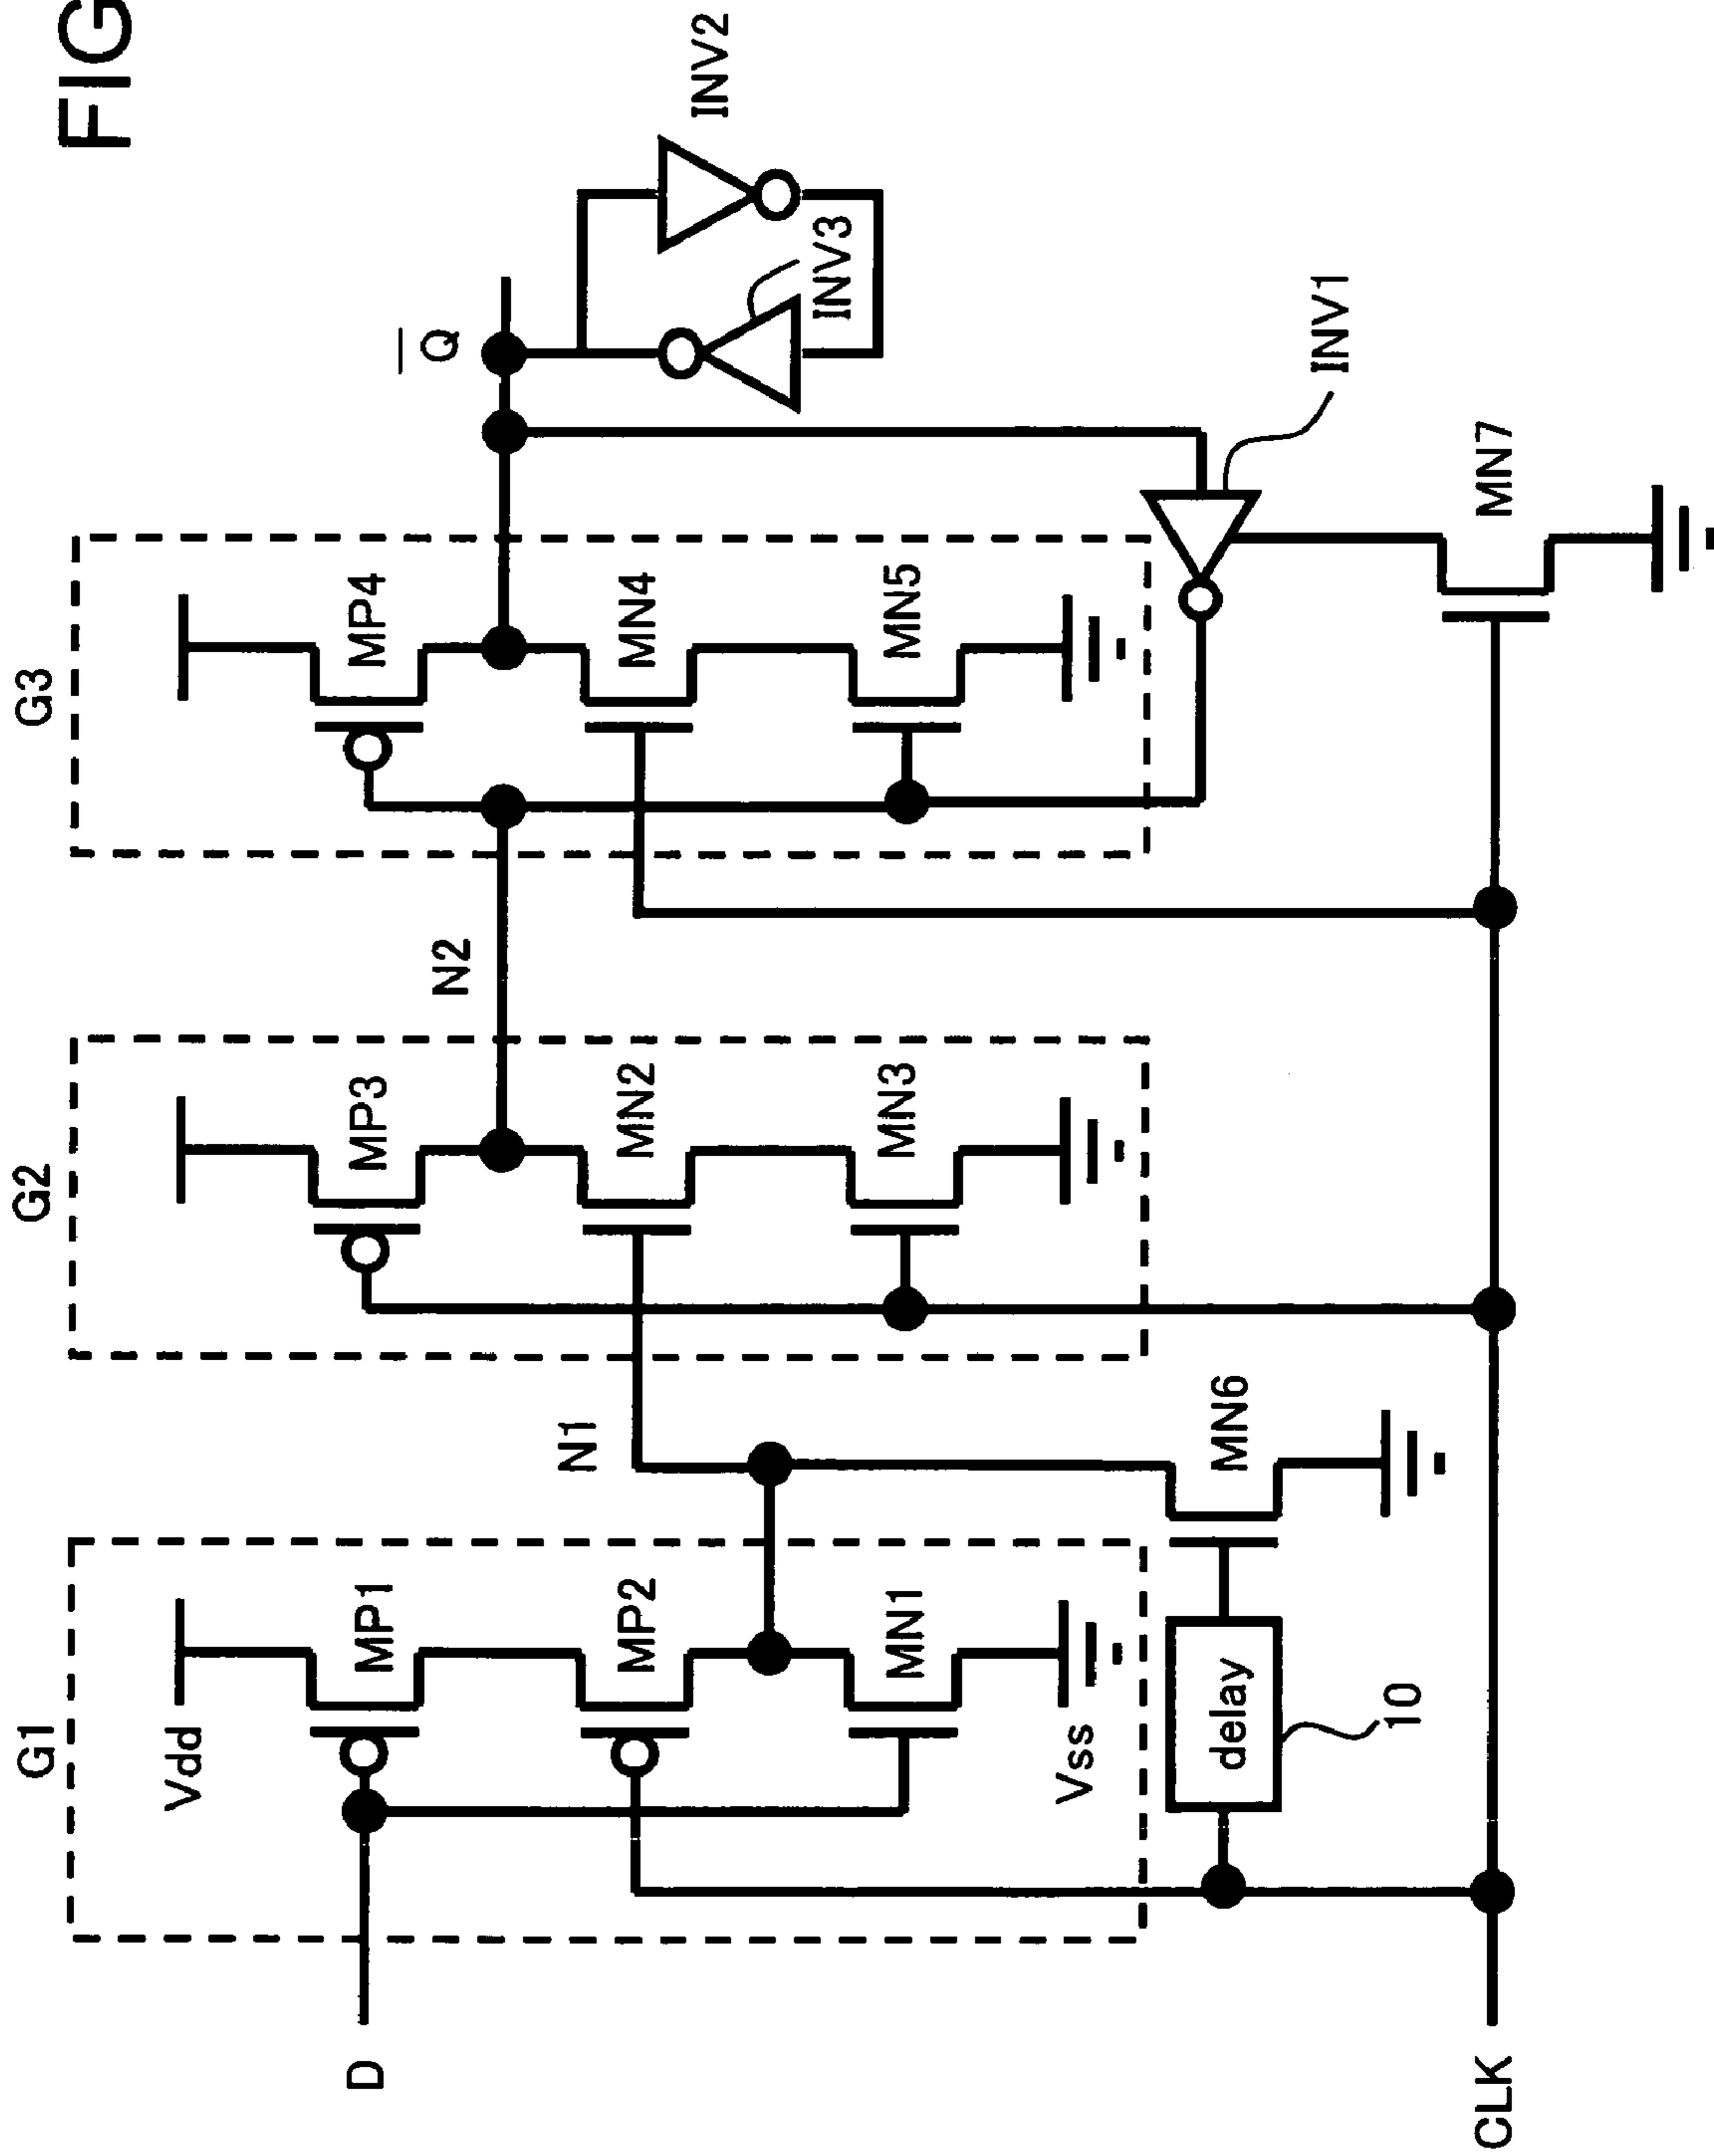 FIG
G1
G2
G3
Vdd
MP1
MP3
MP4
D
Q
INV2
N2
MP2
N1
MN2
MN4
INV3
MN1
MN3
MN5
Vss
delay
MN6
INV1
10
CLK
MN7